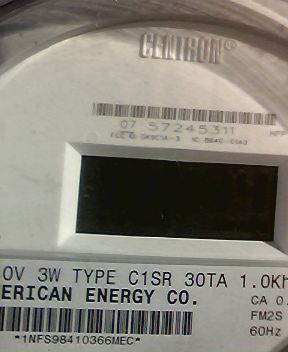 CENTRON®
07 57245311
0V 3W TYPE C1SR 30TA 1.0Kh
ERICAN ENERGY CO.
CA 0.
FM2S
60Hz
*1NFS98410366MEC*